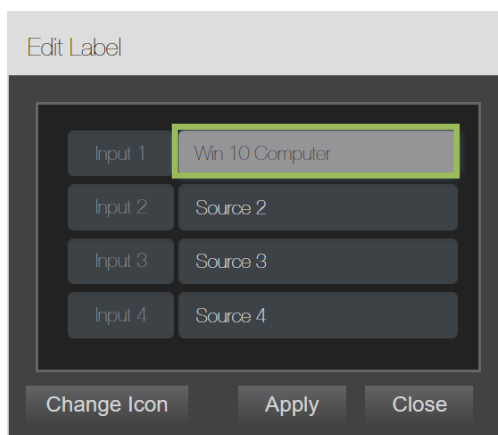 Edit Label
Input 1 Win 10 Computer
Input 2 Source 2
Input 3 Source 3
Input 4 Source 4
Change Icon Apply Close